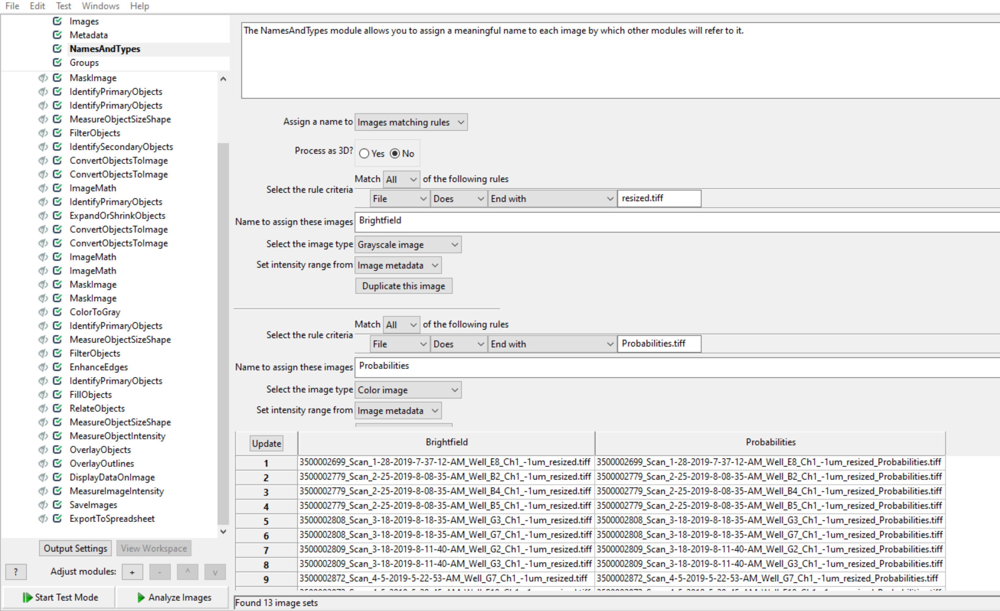 File Edit Test Windows Help
Images
Metadata
NamesAndTypes
Groups
MaskImage
IdentifyPrimaryObjects
IdentifyPrimaryObjects
MeasureObjectSizeShape
FilterObjects
IdentifySecondaryObjects
ConvertObjectsToImage
ConvertObjectsToImage
ImageMath
IdentifyPrimaryObjects
ExpandOrShrinkObjects
ConvertObjectsToImage
ConvertObjectsToImage
ImageMath
ImageMath
MaskImage
MaskImage
ColorToGray
IdentifyPrimaryObjects
MeasureObjectSizeShape
FilterObjects
EnhanceEdges
IdentifyPrimaryObjects
FillObjects
RelateObjects
MeasureObjectSizeShape
MeasureObjectIntensity
OverlayObjects
OverlayOutlines
DisplayDataOnImage
MeasureImageIntensity
SaveImages
ExportToSpreadsheet
Output Settings View Workspace
? Adjust modules: + - ^ v
Start Test Mode Analyze Images
The NamesAndTypes module allows you to assign a meaningful name to each image by which other modules will refer to it.
Assign a name to Images matching rules
Process as 3D? Yes No
Match All of the following rules
Select the rule criteria
File Does End with resized.tiff
Name to assign these images Brightfield
Select the image type Grayscale image
Set intensity range from Image metadata
Duplicate this image
Match All of the following rules
Select the rule criteria
File Does End with Probabilities.tiff
Name to assign these images Probabilities
Select the image type Color image
Set intensity range from Image metadata
Update Brightfield Probabilities
1 3500002699_Scan_1-28-2019-7-37-12-AM_Well_E8_Ch1_-1um_resized.tiff 3500002699_Scan_1-28-2019-7-37-12-AM_Well_E8_Ch1_-1um_resized_Probabilities.tiff
2 3500002779_Scan_2-25-2019-8-08-35-AM_Well_B2_Ch1_-1um_resized.tiff 3500002779_Scan_2-25-2019-8-08-35-AM_Well_B2_Ch1_-1um_resized_Probabilities.tiff
3 3500002779_Scan_2-25-2019-8-08-35-AM_Well_B4_Ch1_-1um_resized.tiff 3500002779_Scan_2-25-2019-8-08-35-AM_Well_B4_Ch1_-1um_resized_Probabilities.tiff
4 3500002779_Scan_2-25-2019-8-08-35-AM_Well_B5_Ch1_-1um_resized.tiff 3500002779_Scan_2-25-2019-8-08-35-AM_Well_B5_Ch1_-1um_resized_Probabilities.tiff
5 3500002808_Scan_3-18-2019-8-18-35-AM_Well_G3_Ch1_-1um_resized.tiff 3500002808_Scan_3-18-2019-8-18-35-AM_Well_G3_Ch1_-1um_resized_Probabilities.tiff
6 3500002808_Scan_3-18-2019-8-18-35-AM_Well_G7_Ch1_-1um_resized.tiff 3500002808_Scan_3-18-2019-8-18-35-AM_Well_G7_Ch1_-1um_resized_Probabilities.tiff
7 3500002809_Scan_3-18-2019-8-11-40-AM_Well_G2_Ch1_-1um_resized.tiff 3500002809_Scan_3-18-2019-8-11-40-AM_Well_G2_Ch1_-1um_resized_Probabilities.tiff
8 3500002809_Scan_3-18-2019-8-11-40-AM_Well_G3_Ch1_-1um_resized.tiff 3500002809_Scan_3-18-2019-8-11-40-AM_Well_G3_Ch1_-1um_resized_Probabilities.tiff
9 3500002872_Scan_4-5-2019-5-22-53-AM_Well_G7_Ch1_-1um_resized.tiff 3500002872_Scan_4-5-2019-5-22-53-AM_Well_G7_Ch1_-1um_resized_Probabilities.tiff
Found 13 image sets